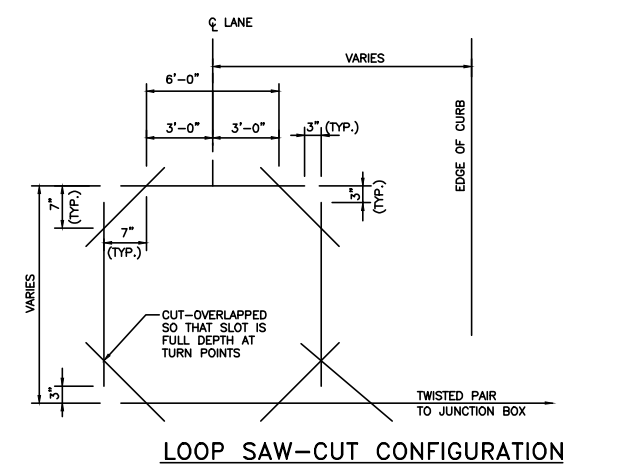 ℄ LANE
VARIES
6'-0"
3'-0" 3'-0" 3" (TYP.)
EDGE OF CURB
7" (TYP.)
3" (TYP.)
7"
(TYP.)
VARIES
CUT-OVERLAPPED
SO THAT SLOT IS
FULL DEPTH AT
TURN POINTS
3"
TWISTED PAIR
TO JUNCTION BOX
LOOP SAW-CUT CONFIGURATION